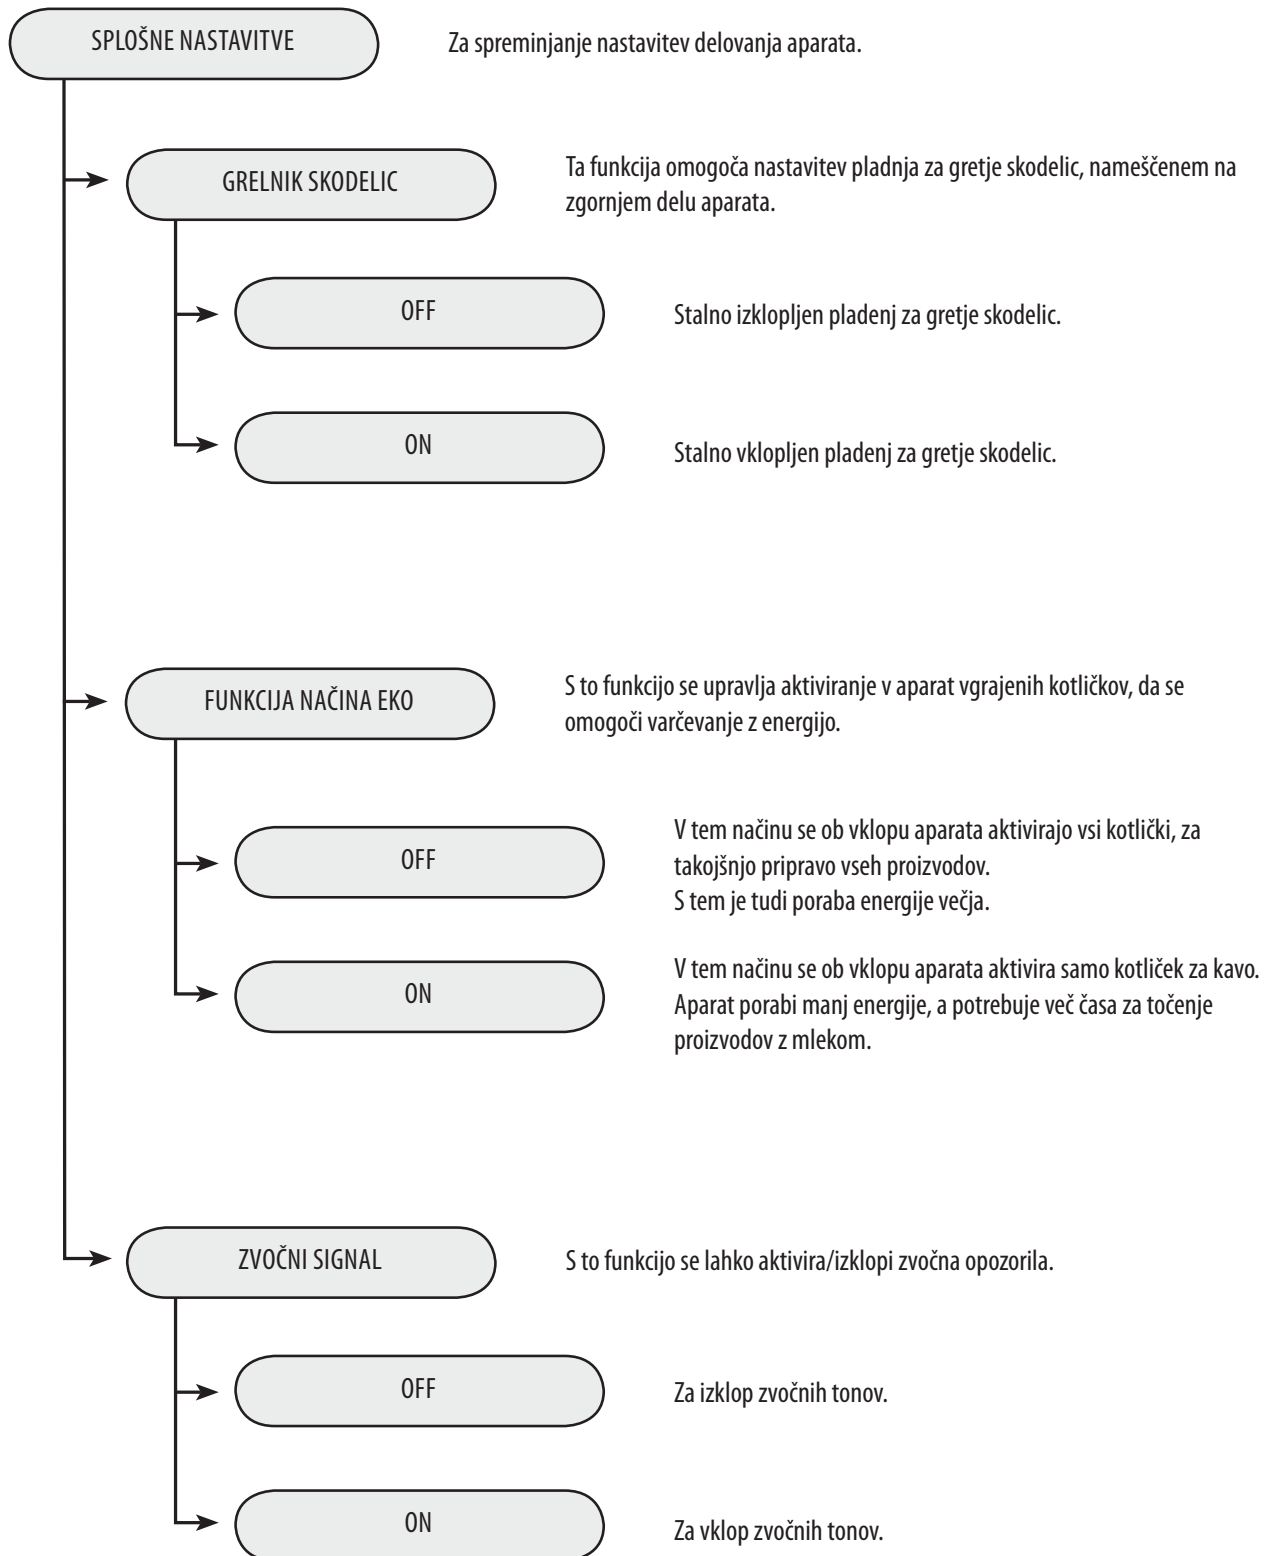 SPLOŠNE NASTAVITVE
Za spreminjanje nastavitev delovanja aparata.
GRELNIK SKODELIC
Ta funkcija omogoča nastavitev pladnja za gretje skodelic, nameščenem na
zgornjem delu aparata.
OFF
Stalno izklopljen pladenj za gretje skodelic.
ON
Stalno vklopljen pladenj za gretje skodelic.
FUNKCIJA NAČINA EKO
S to funkcijo se upravlja aktiviranje v aparat vgrajenih kotličkov, da se
omogoči varčevanje z energijo.
OFF
V tem načinu se ob vklopu aparata aktivirajo vsi kotlički, za
takojšnjo pripravo vseh proizvodov.
S tem je tudi poraba energije večja.
ON
V tem načinu se ob vklopu aparata aktivira samo kotliček za kavo.
Aparat porabi manj energije, a potrebuje več časa za točenje
proizvodov z mlekom.
ZVOČNI SIGNAL
S to funkcijo se lahko aktivira/izklopi zvočna opozorila.
OFF
Za izklop zvočnih tonov.
ON
Za vklop zvočnih tonov.